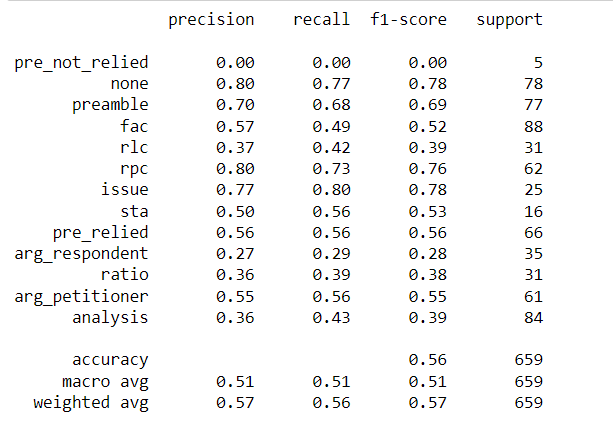 precision recall f1-score support
pre_not_relied 0.00 0.00 0.00 5
none 0.80 0.77 0.78 78
preamble 0.70 0.68 0.69 77
fac 0.57 0.49 0.52 88
rlc 0.37 0.42 0.39 31
rpc 0.80 0.73 0.76 62
issue 0.77 0.80 0.78 25
sta 0.50 0.56 0.53 16
pre_relied 0.56 0.56 0.56 66
arg_respondent 0.27 0.29 0.28 35
ratio 0.36 0.39 0.38 31
arg_petitioner 0.55 0.56 0.55 61
analysis 0.36 0.43 0.39 84
accuracy 0.56 659
macro avg 0.51 0.51 0.51 659
weighted avg 0.57 0.56 0.57 659